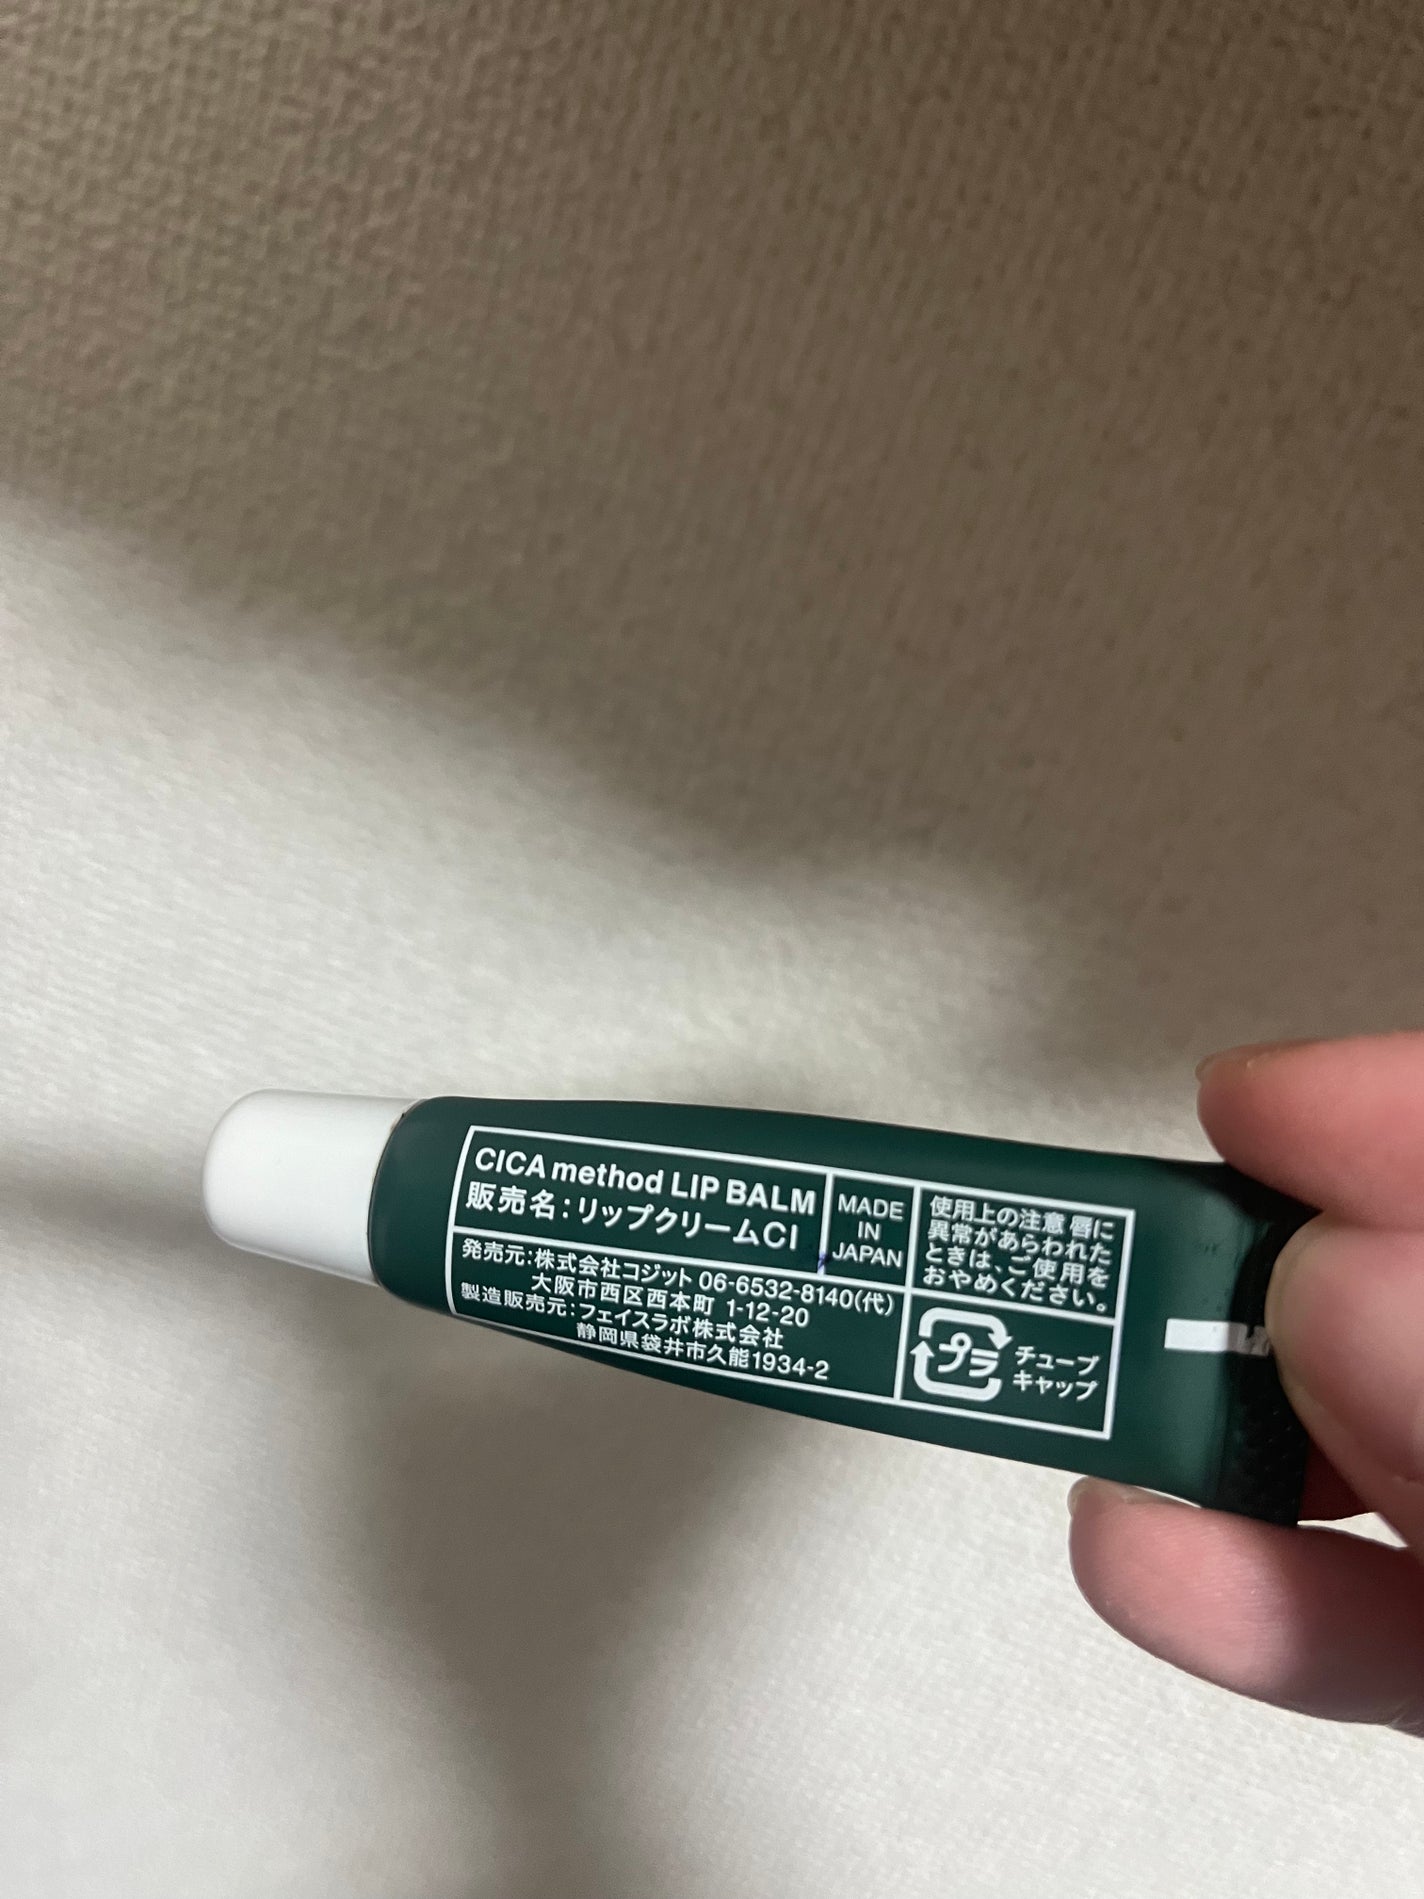 CICA method LIP BALM
販売名：リップクリームCI
MADE
IN
JAPAN
発売元：株式会社コジット 06-6532-8140(代)
大阪市西区西本町 1-12-20
製造販売元：フェイスラボ株式会社
静岡県袋井市久能1934-2
使用上の注意 唇に
異常があらわれた
ときは、ご使用を
おやめください。
プラ
チューブ
キャップ